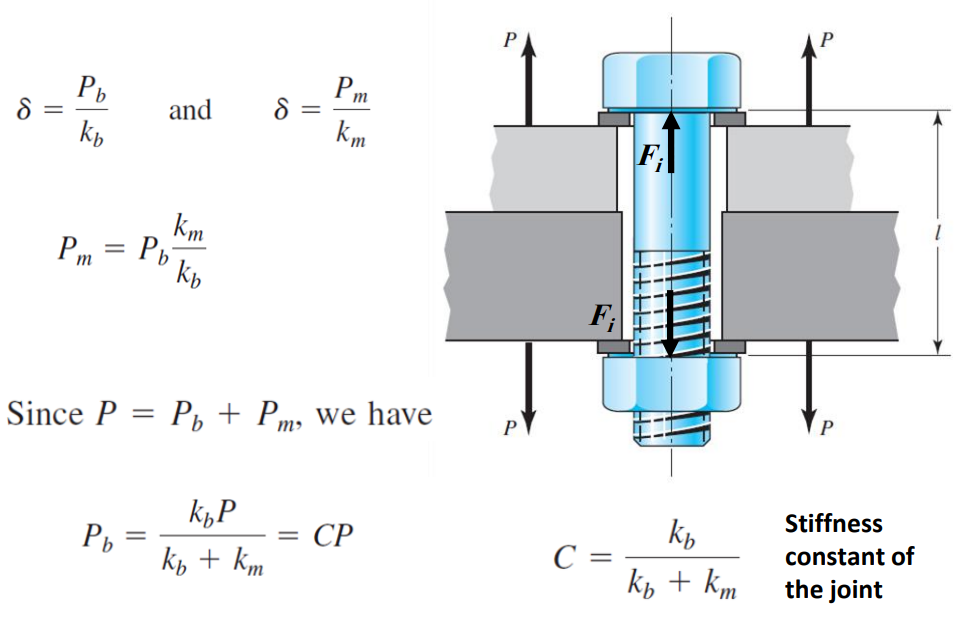 δ = P_b / k_b and δ = P_m / k_m
P_m = P_b k_m / k_b
Since P = P_b + P_m, we have
P_b = k_b P / (k_b + k_m) = CP
P
P
F_i
l
F_i
P
P
C = k_b / (k_b + k_m)
Stiffness
constant of
the joint